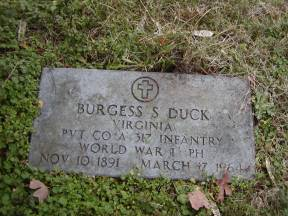 BURGESS S DUCK
VIRGINIA
PVT CO A 317 INFANTRY
WORLD WAR I PH
NOV 10 1891 MARCH 17